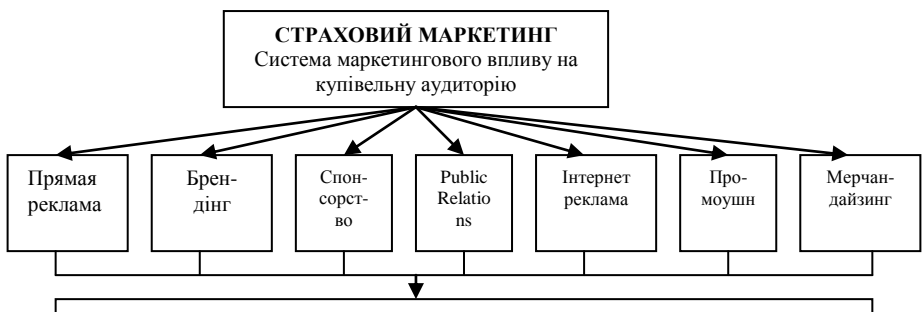 СТРАХОВИЙ МАРКЕТИНГ
Система маркетингового впливу на
купівельну аудиторію
Прямая
реклама
Брен-
дінг
Спон-
сорст-
во
Public
Relatio
ns
Інтернет
реклама
Про-
моушн
Мерчан-
дайзинг